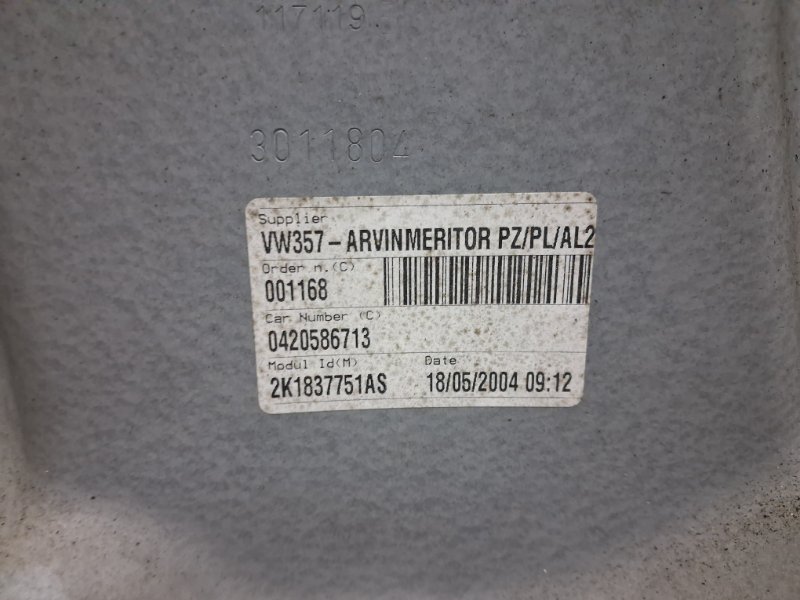 117119
3011804
Supplier
VW357-ARVINMERITOR PZ/PL/AL2
Order n.(C)
001168
Car Number (C)
0420586713
Modul Id(M) Date
2K1837751AS 18/05/2004 09:12